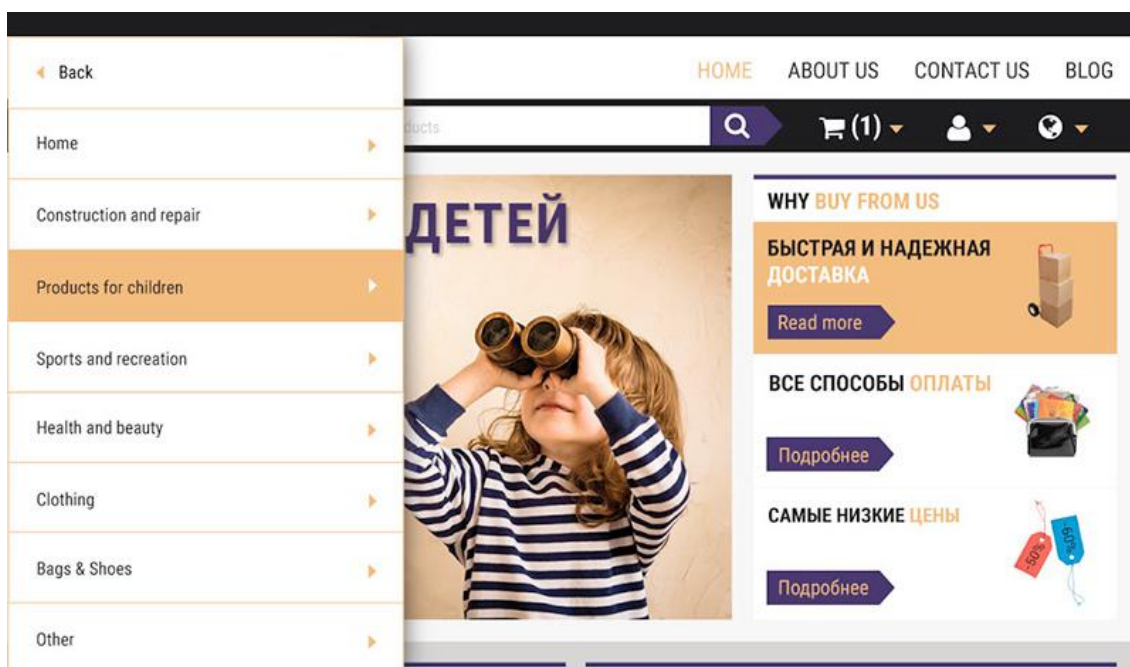 Back
HOME ABOUT US CONTACT US BLOG
Home
(1)
Construction and repair
Products for children
Sports and recreation
Health and beauty
Clothing
Bags & Shoes
Other
ДЕТЕЙ
WHY BUY FROM US
БЫСТРАЯ И НАДЕЖНАЯ
ДОСТАВКА
Read more
ВСЕ СПОСОБЫ ОПЛАТЫ
Подробнее
САМЫЕ НИЗКИЕ ЦЕНЫ
-50%
-60%
Подробнее